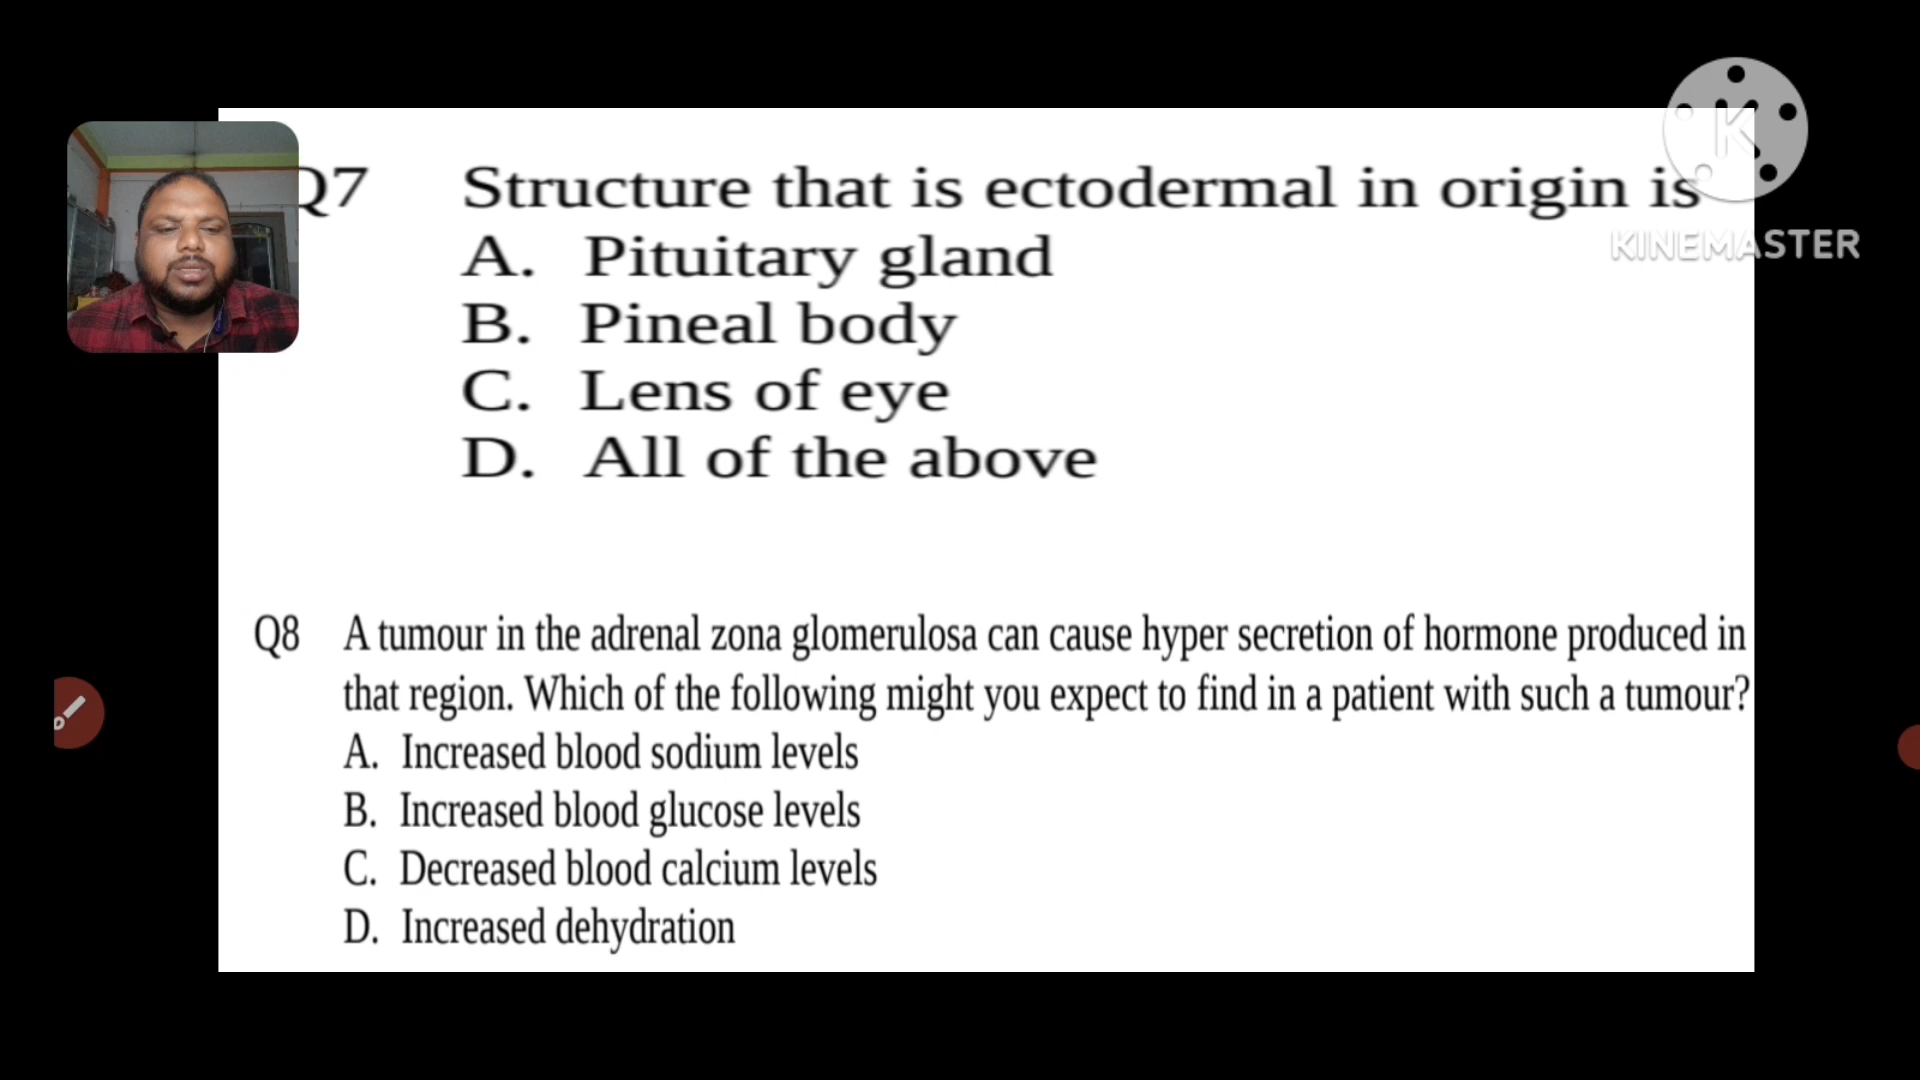 Q7 Structure that is ectodermal in origin is
A. Pituitary gland
B. Pineal body
C. Lens of eye
D. All of the above
KINEMASTER
Q8 A tumour in the adrenal zona glomerulosa can cause hyper secretion of hormone produced in
that region. Which of the following might you expect to find in a patient with such a tumour?
A. Increased blood sodium levels
B. Increased blood glucose levels
C. Decreased blood calcium levels
D. Increased dehydration